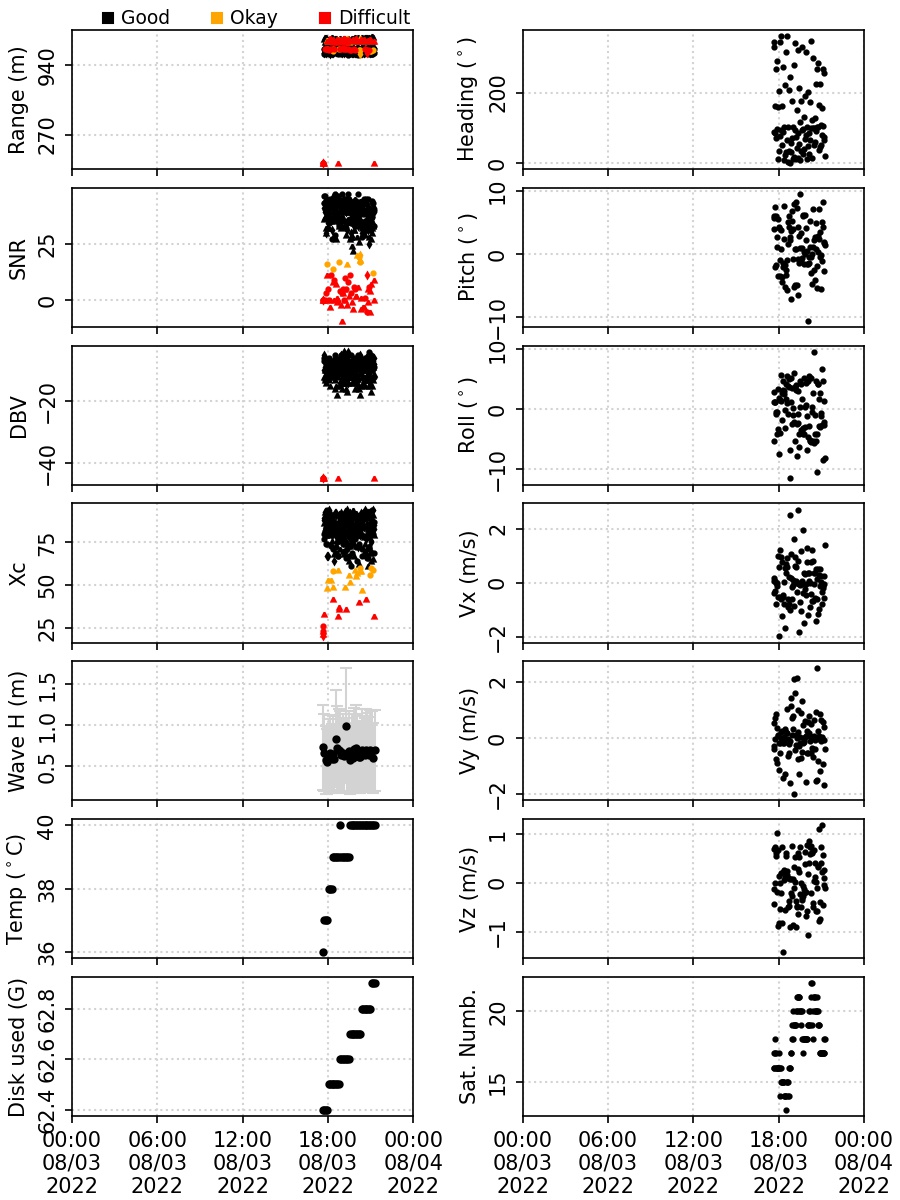 Good Okay Difficult
Range (m)
940
270
Heading (°)
200
0
SNR
25
0
Pitch (°)
10
0
−10
DBV
−20
−40
Roll (°)
10
0
−10
Xc
75
50
25
Vx (m/s)
2
0
−2
Wave H (m)
1.5
1.0
0.5
Vy (m/s)
2
0
−2
Temp (°C)
40
38
36
Vz (m/s)
1
0
−1
Disk used (G)
62.8
62.6
62.4
Sat. Numb.
20
15
00:00 06:00 12:00 18:00 00:00
08/03 08/03 08/03 08/03 08/04
2022 2022 2022 2022 2022
00:00 06:00 12:00 18:00 00:00
08/03 08/03 08/03 08/03 08/04
2022 2022 2022 2022 2022